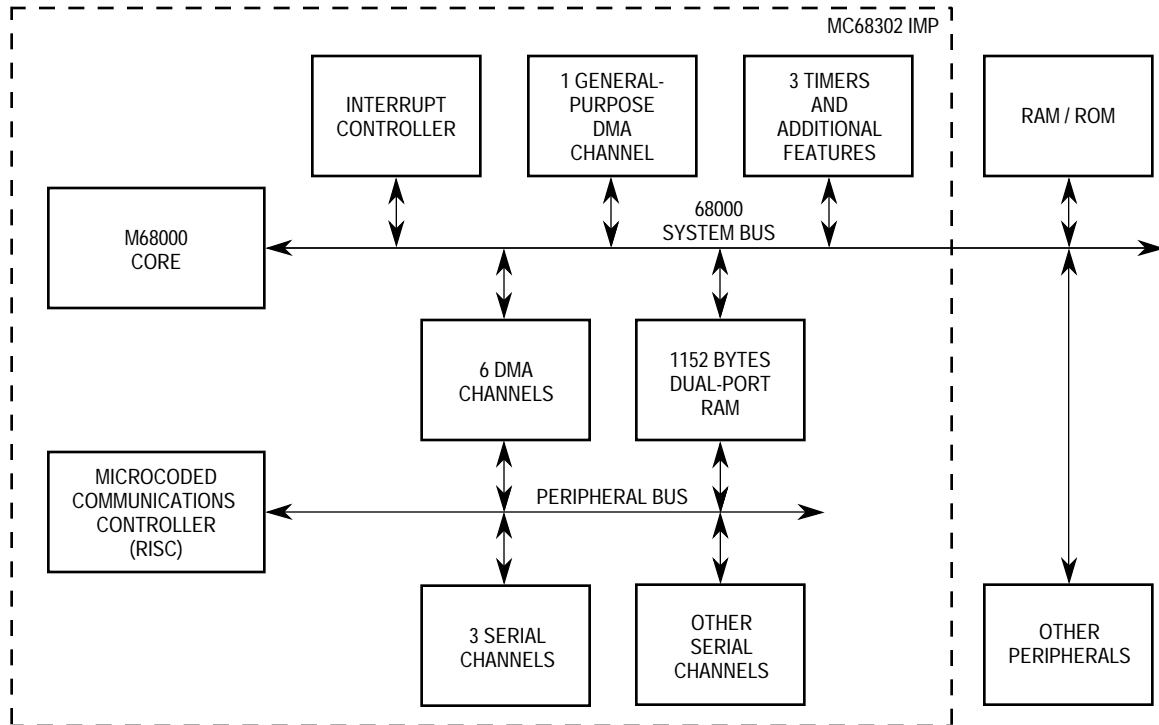 MC68302 IMP
INTERRUPT
CONTROLLER
1 GENERAL-
PURPOSE
DMA
CHANNEL
3 TIMERS
AND
ADDITIONAL
FEATURES
RAM / ROM
M68000
CORE
68000
SYSTEM BUS
6 DMA
CHANNELS
1152 BYTES
DUAL-PORT
RAM
MICROCODED
COMMUNICATIONS
CONTROLLER
(RISC)
PERIPHERAL BUS
3 SERIAL
CHANNELS
OTHER
SERIAL
CHANNELS
OTHER
PERIPHERALS